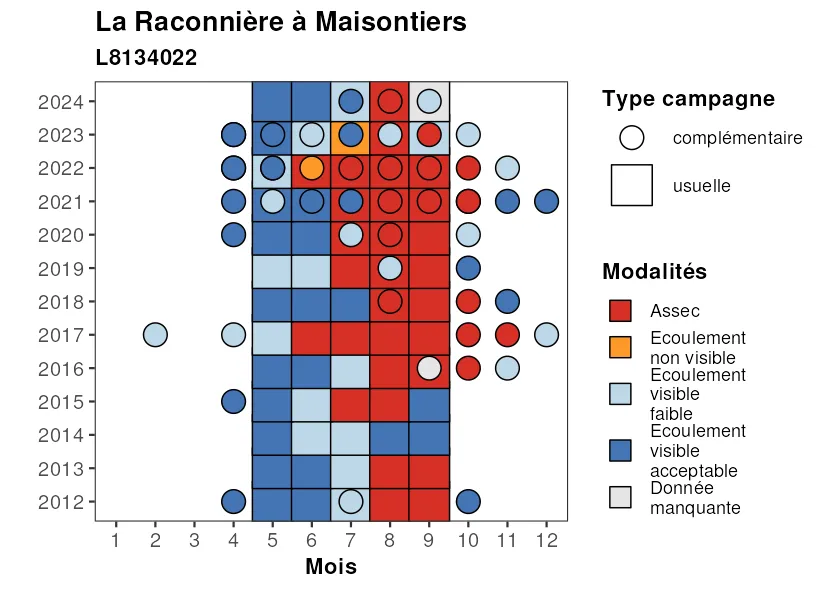 La Raconnière à Maisontiers
L8134022
2024
2023
2022
2021
2020
2019
2018
2017
2016
2015
2014
2013
2012
1 2 3 4 5 6 7 8 9 10 11 12
Mois
Type campagne
complémentaire
usuelle
Modalités
Assec
Ecoulement
non visible
Ecoulement
visible
faible
Ecoulement
visible
acceptable
Donnée
manquante